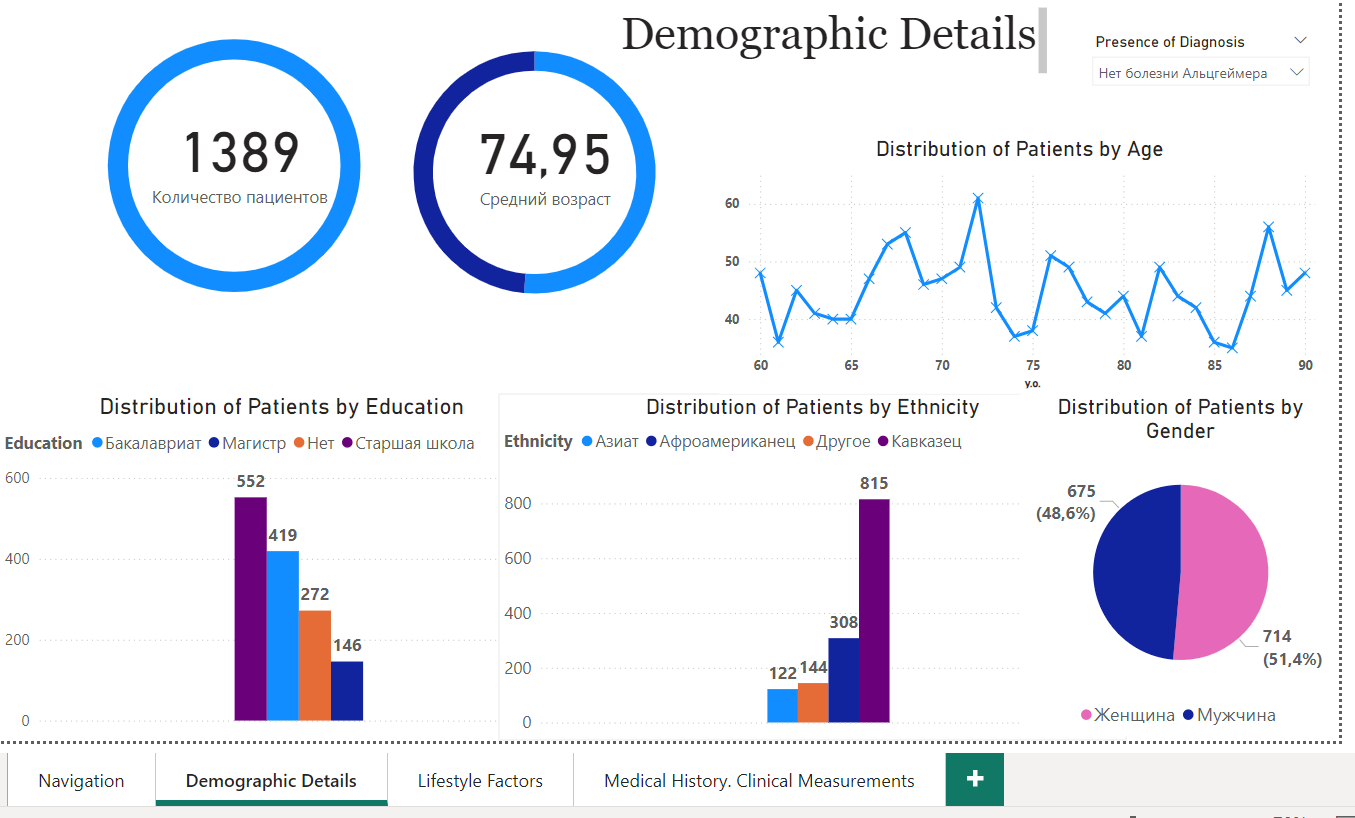 Demographic Details
Presence of Diagnosis
Нет болезни Альцгеймера
1389
Количество пациентов
74,95
Средний возраст
Distribution of Patients by Age
60
50
40
60 65 70 75 80 85 90
y.o.
Distribution of Patients by Education
Education Бакалавриат Магистр Нет Старшая школа
600
400
200
0
552
419
272
146
Distribution of Patients by Ethnicity
Ethnicity Азиат Афроамериканец Другое Кавказец
800
600
400
200
0
122
144
308
815
Distribution of Patients by
Gender
675
(48,6%)
714
(51,4%)
Женщина Мужчина
Navigation
Demographic Details
Lifestyle Factors
Medical History. Clinical Measurements
+